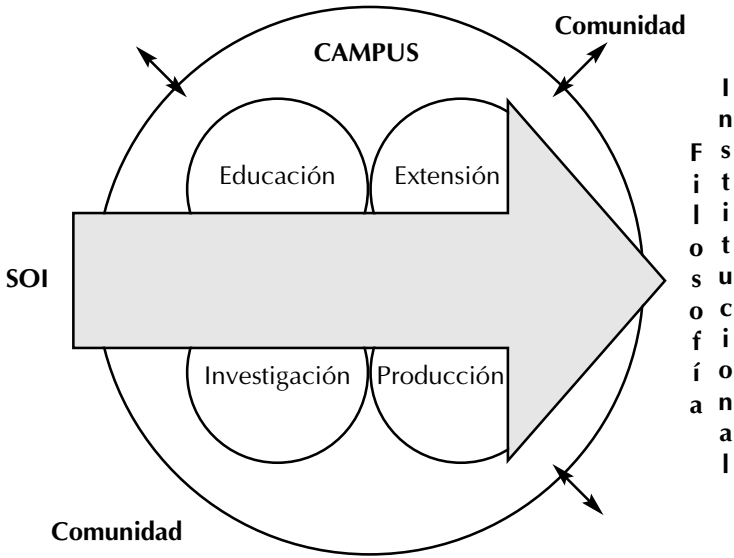 Comunidad
CAMPUS
Educación
Extensión
SOI
Investigación
Producción
Comunidad
Filosofía
Institucional